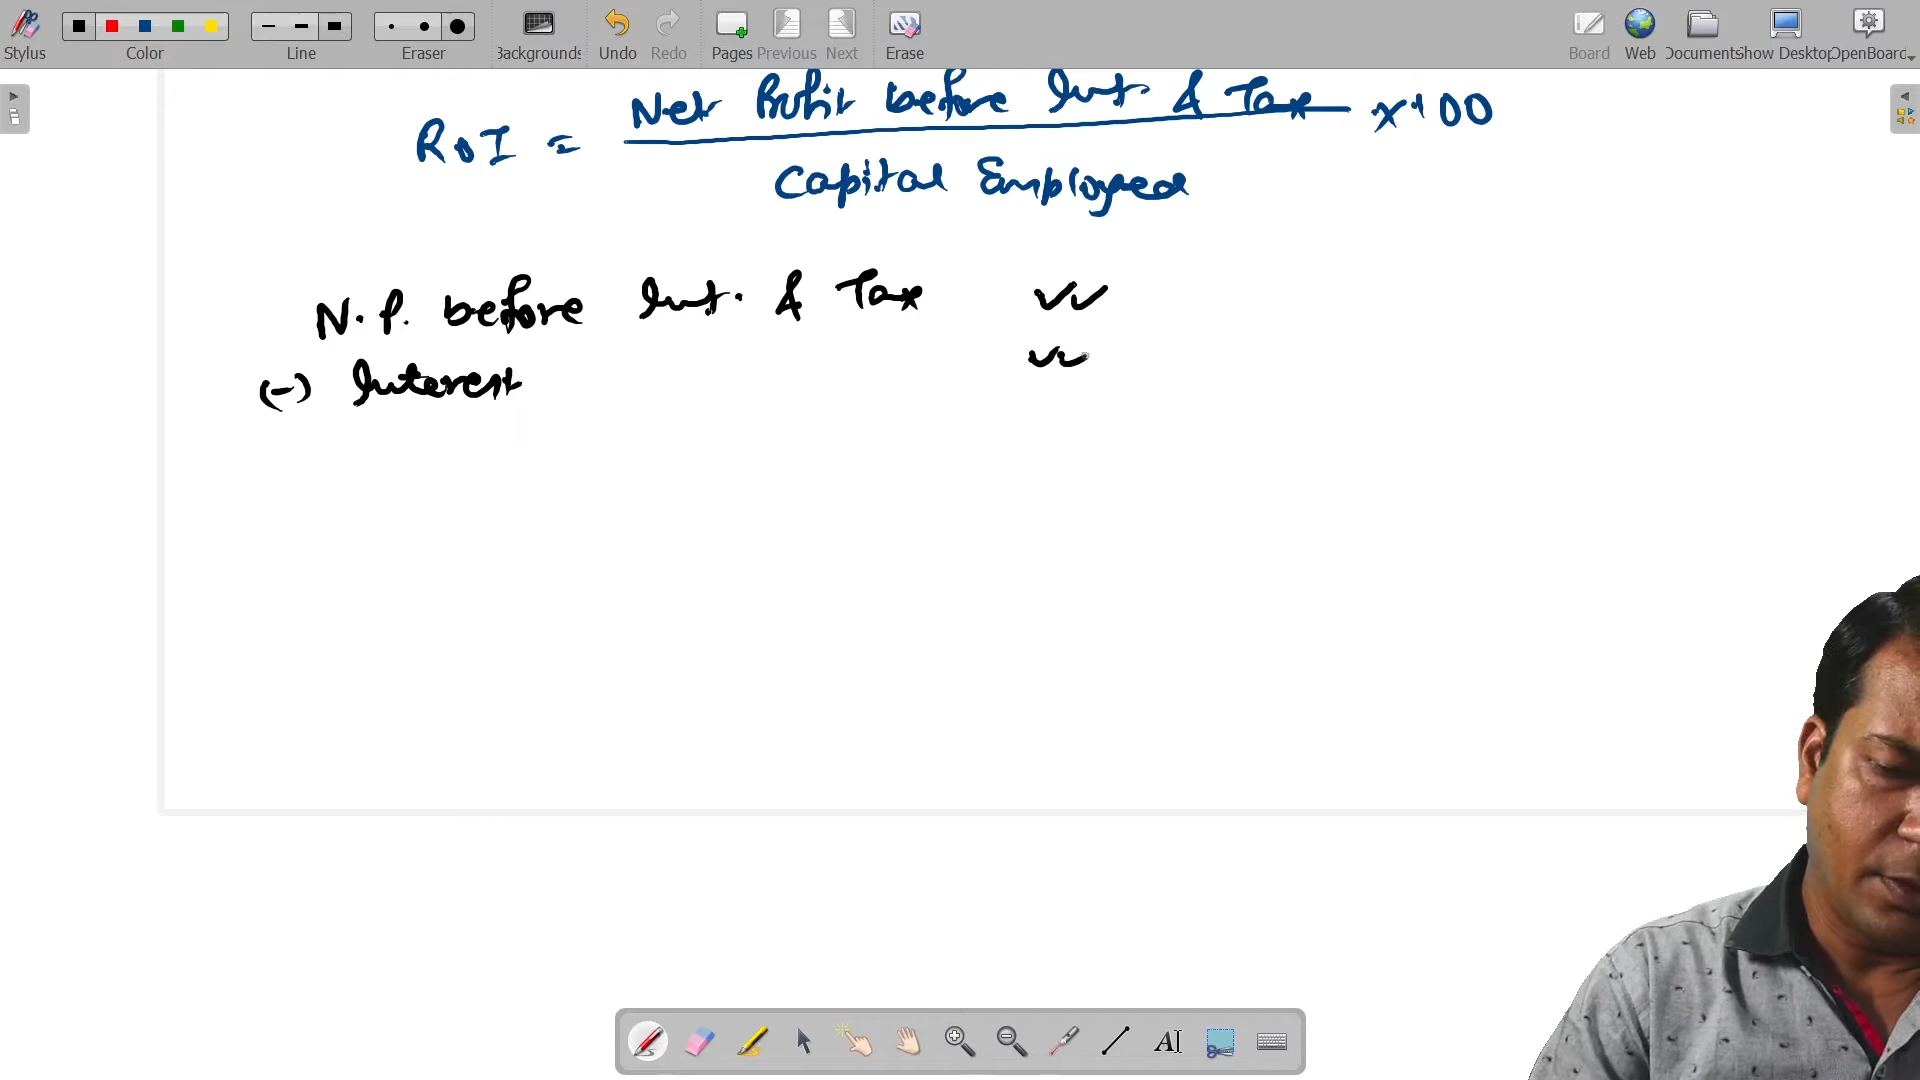 Stylus Color Line Eraser Backgrounds Undo Redo Pages Previous Next Erase Board Web Documents Show Desktop OpenBoard
Net Profit before Int. & Tax
ROI = x 100
Capital Employed
N.P. before Int. & Tax ✓✓
(-) Interest ✓✓
AI